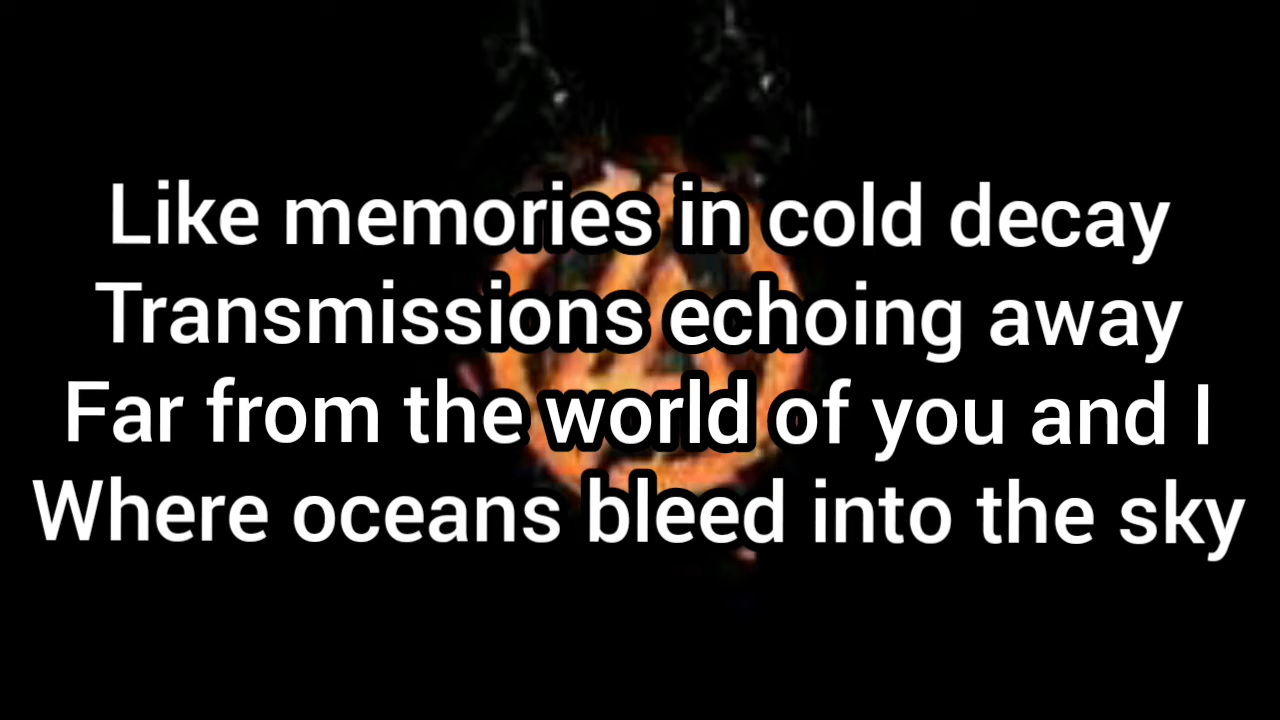 Like memories in cold decay
Transmissions echoing away
Far from the world of you and I
Where oceans bleed into the sky